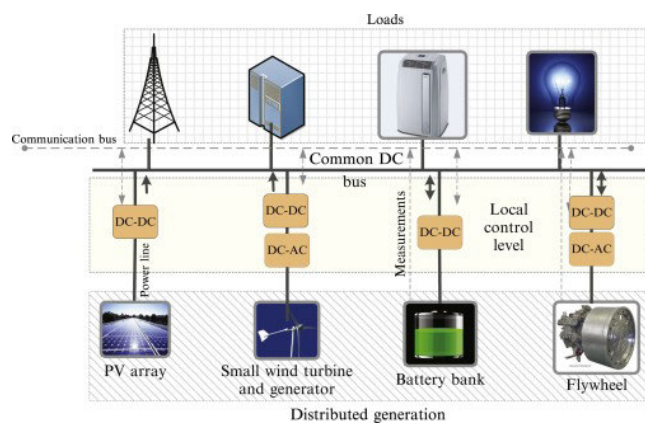 Loads
Communication bus
Common DC
bus
DC-DC
DC-DC
DC-AC
DC-DC
DC-DC
DC-AC
Local
control
level
Power line
Measurements
PV array
Small wind turbine
and generator
Battery bank
Flywheel
Distributed generation